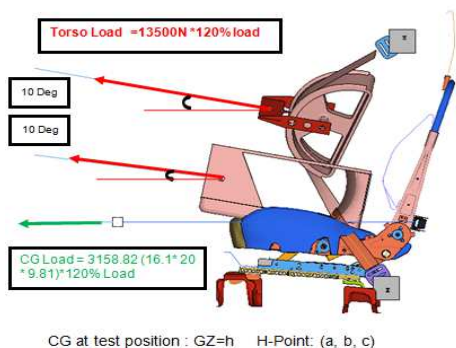 Torso Load =13500N *120% load
10 Deg
10 Deg
CG Load = 3158.82 (16.1* 20
* 9.81)*120% Load
CG at test position : GZ=h H-Point: (a, b, c)